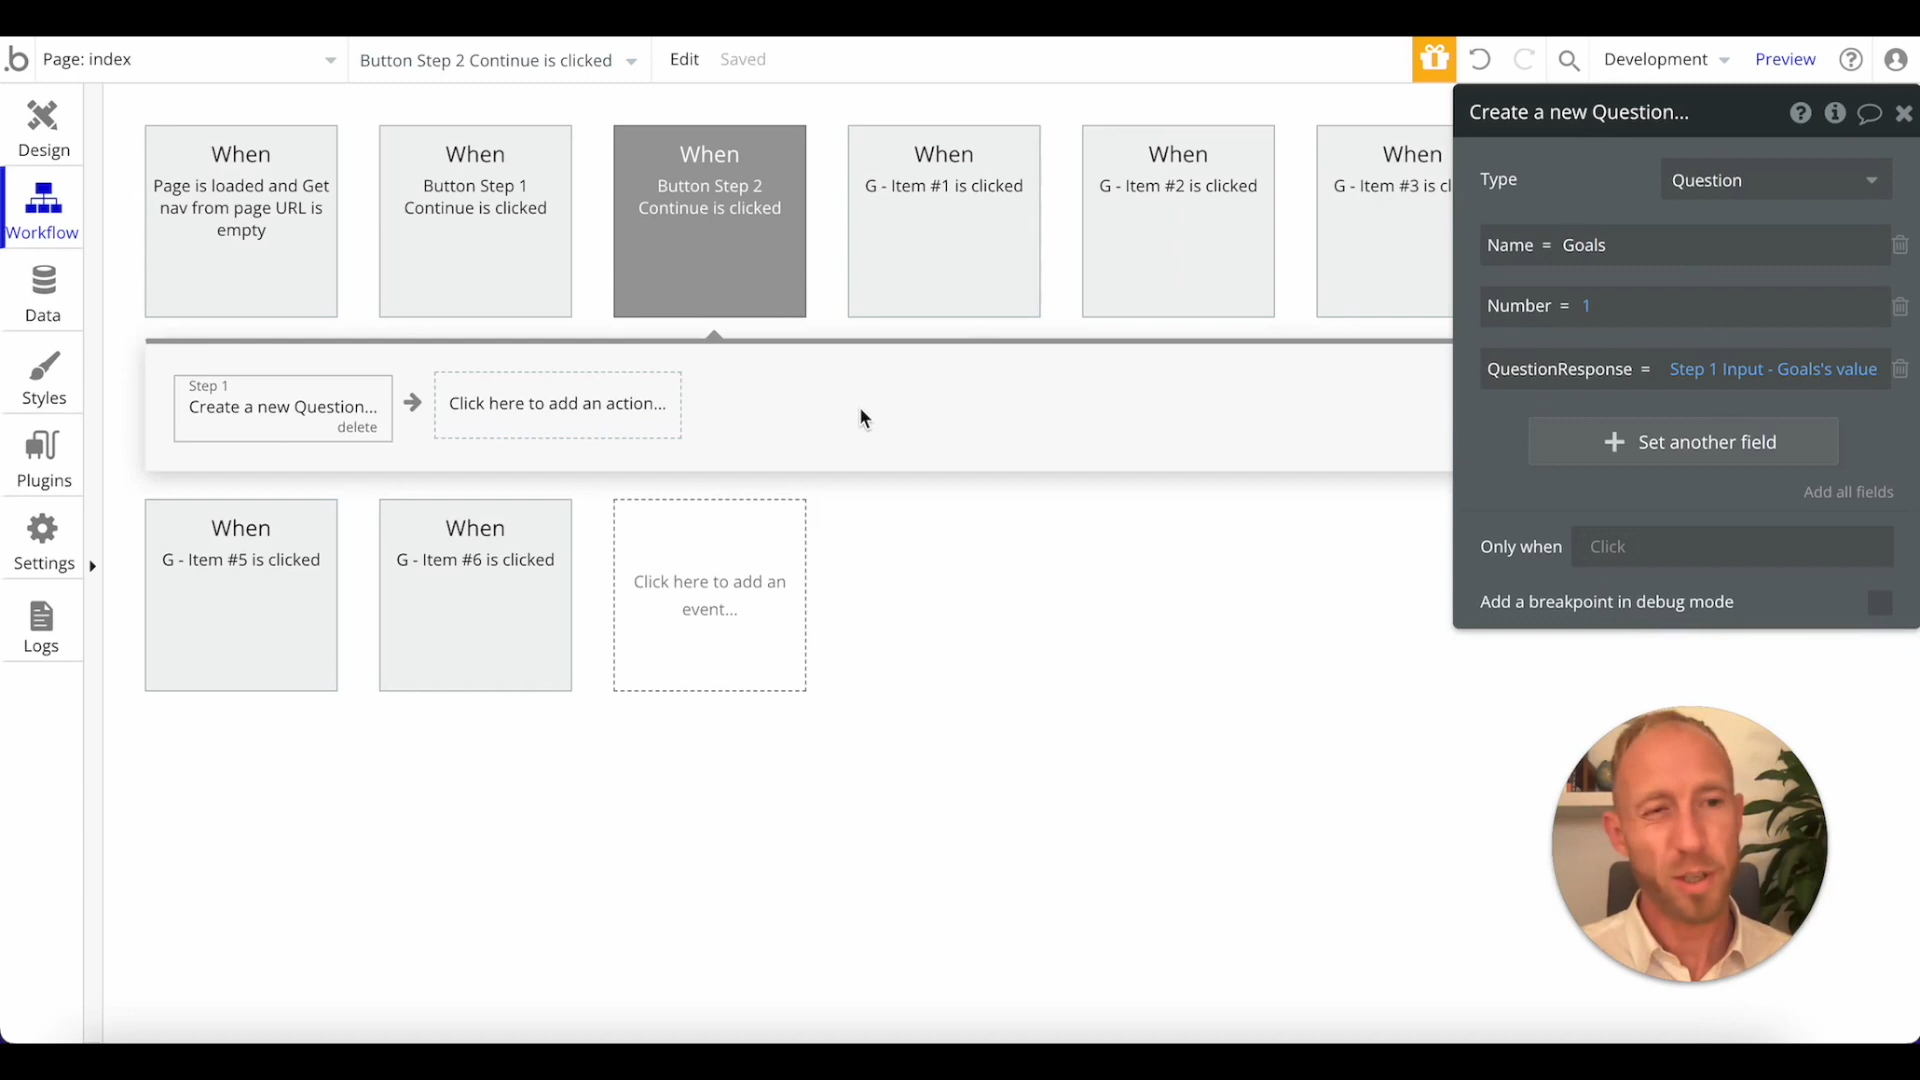 .b Page: index
Button Step 2 Continue is clicked
Edit
Saved
Development
Preview
Design
Workflow
Data
Styles
Plugins
Settings
Logs
When
Page is loaded and Get
nav from page URL is
empty
When
Button Step 1
Continue is clicked
When
Button Step 2
Continue is clicked
When
G - Item #1 is clicked
When
G - Item #2 is clicked
When
G - Item #3 is cl
Step 1
Create a new Question...
delete
Click here to add an action...
When
G - Item #5 is clicked
When
G - Item #6 is clicked
Click here to add an
event...
Create a new Question...
Type
Question
Name = Goals
Number = 1
QuestionResponse = Step 1 Input - Goals's value
Set another field
Add all fields
Only when
Click
Add a breakpoint in debug mode